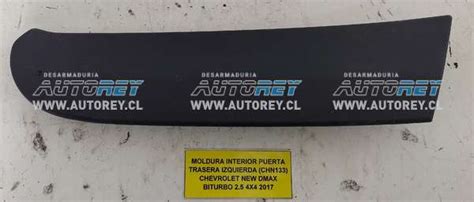 DESARMADURIA
AUTOREY
WWW.AUTOREY.CL
DESARMADURIA
AUTOREY
WWW.AUTOREY.CL
DESARMADURIA
AUTOREY
WWW.AUTOREY.CL
MOLDURA INTERIOR PUERTA
TRASERA IZQUIERDA (CHN133)
CHEVROLET NEW DMAX
BITURBO 2.5 4X4 2017